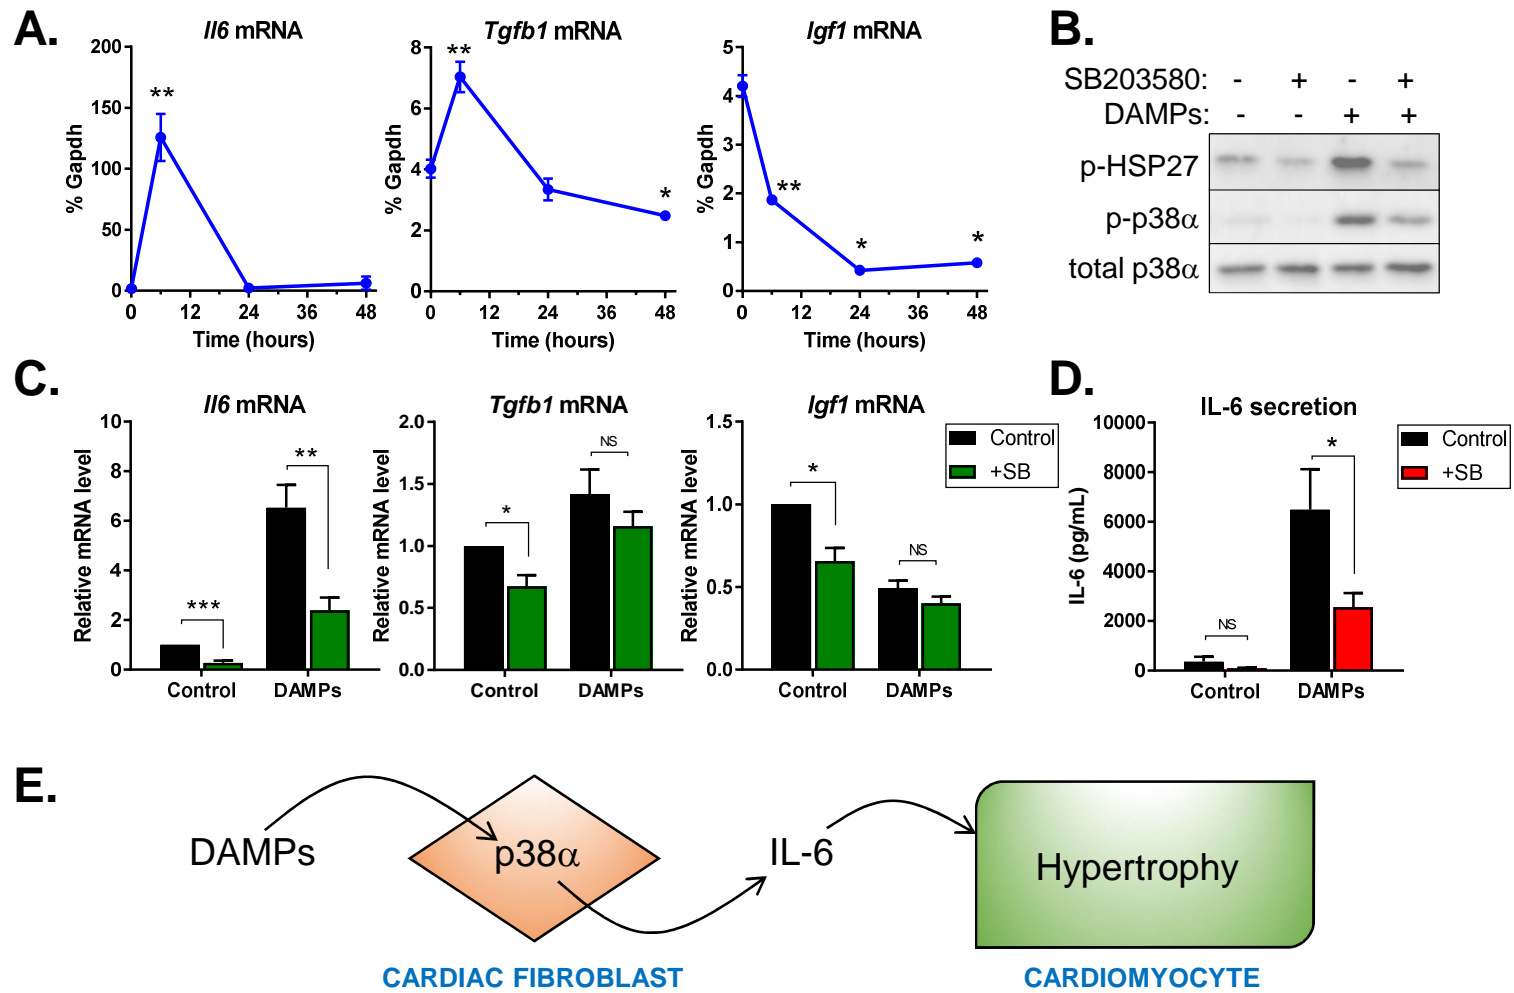 A.
Il6 mRNA
200
150
100
50
0
% Gapdh
**
0 12 24 36 48
Time (hours)
Tgfb1 mRNA
8
6
4
2
0
% Gapdh
**
*
0 12 24 36 48
Time (hours)
Igf1 mRNA
5
4
3
2
1
0
% Gapdh
**
*
*
0 12 24 36 48
Time (hours)
B.
SB203580: - + - +
DAMPs: - - + +
p-HSP27
p-p38α
total p38α
C.
Il6 mRNA
10
8
6
4
2
0
Relative mRNA level
***
**
Control DAMPs
Tgfb1 mRNA
2.0
1.5
1.0
0.5
0.0
Relative mRNA level
*
NS
Control DAMPs
Igf1 mRNA
1.5
1.0
0.5
0.0
Relative mRNA level
*
NS
Control DAMPs
Control
+SB
D.
IL-6 secretion
10000
8000
6000
4000
2000
0
IL-6 (pg/mL)
NS
*
Control DAMPs
Control
+SB
E.
DAMPs
p38α
IL-6
Hypertrophy
CARDIAC FIBROBLAST
CARDIOMYOCYTE